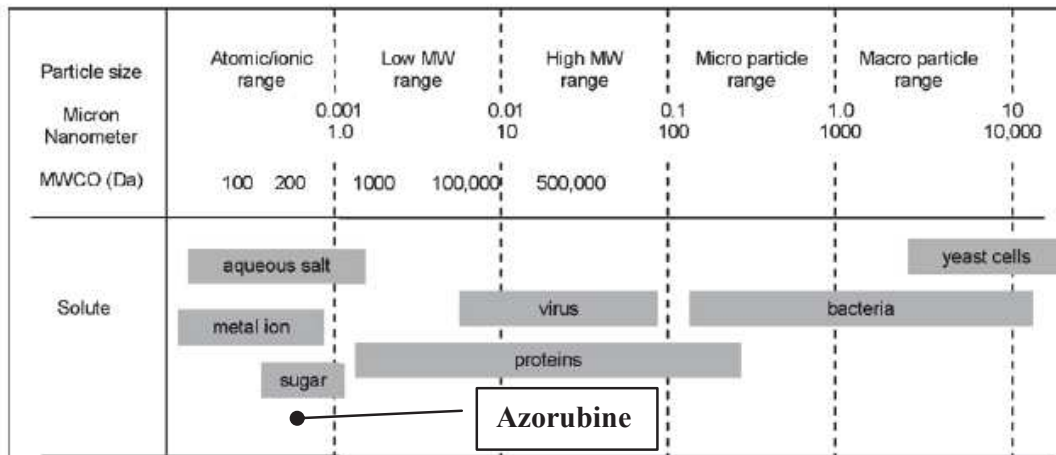 Particle size Atomic/ionic range Low MW range High MW range Micro particle range Macro particle range
Micron 0.001 0.01 0.1 1.0 10
Nanometer 1.0 10 100 1000 10,000
MWCO (Da) 100 200 1000 100,000 500,000
Solute
aqueous salt
yeast cells
metal ion
virus
bacteria
proteins
sugar
Azorubine